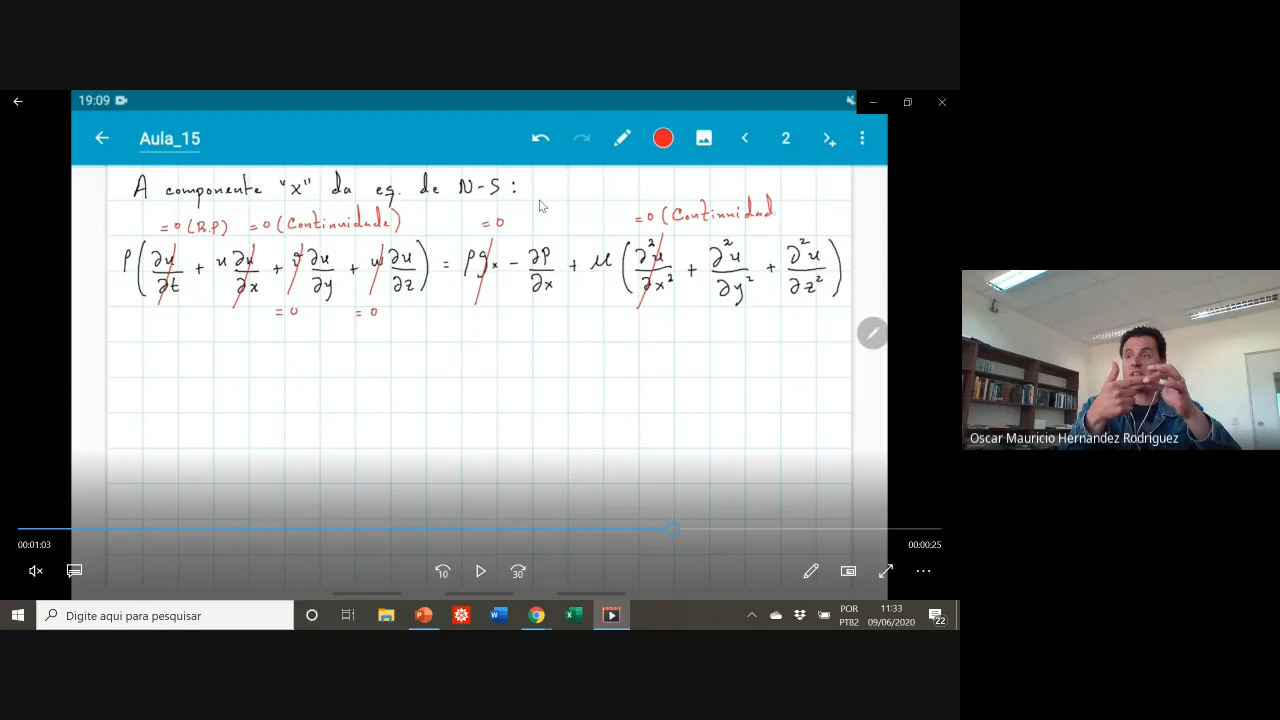 19:09
Aula_15
2
A componente "x" da eq. de N-S:
=0 (R.P) =0 (Continuidade) =0 =0 (Continuidad
ρ(∂u/∂t + u ∂u/∂x + v ∂u/∂y + w ∂u/∂z) = ρg_x - ∂P/∂x + μ(∂²u/∂x² + ∂²u/∂y² + ∂²u/∂z²)
=0 =0
Oscar Mauricio Hernandez Rodriguez
00:01:03
00:00:25
10
30
Digite aqui para pesquisar
POR
PTB2
11:33
09/06/2020
22